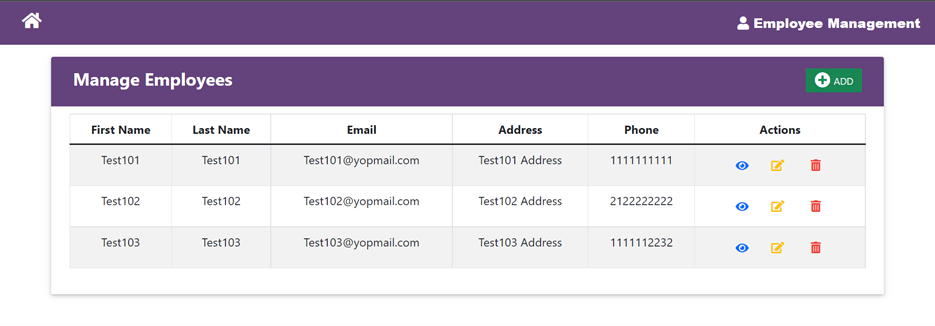 Employee Management
Manage Employees
ADD
First Name Last Name Email Address Phone Actions
Test101 Test101 Test101@yopmail.com Test101 Address 1111111111
Test102 Test102 Test102@yopmail.com Test102 Address 2122222222
Test103 Test103 Test103@yopmail.com Test103 Address 1111112232